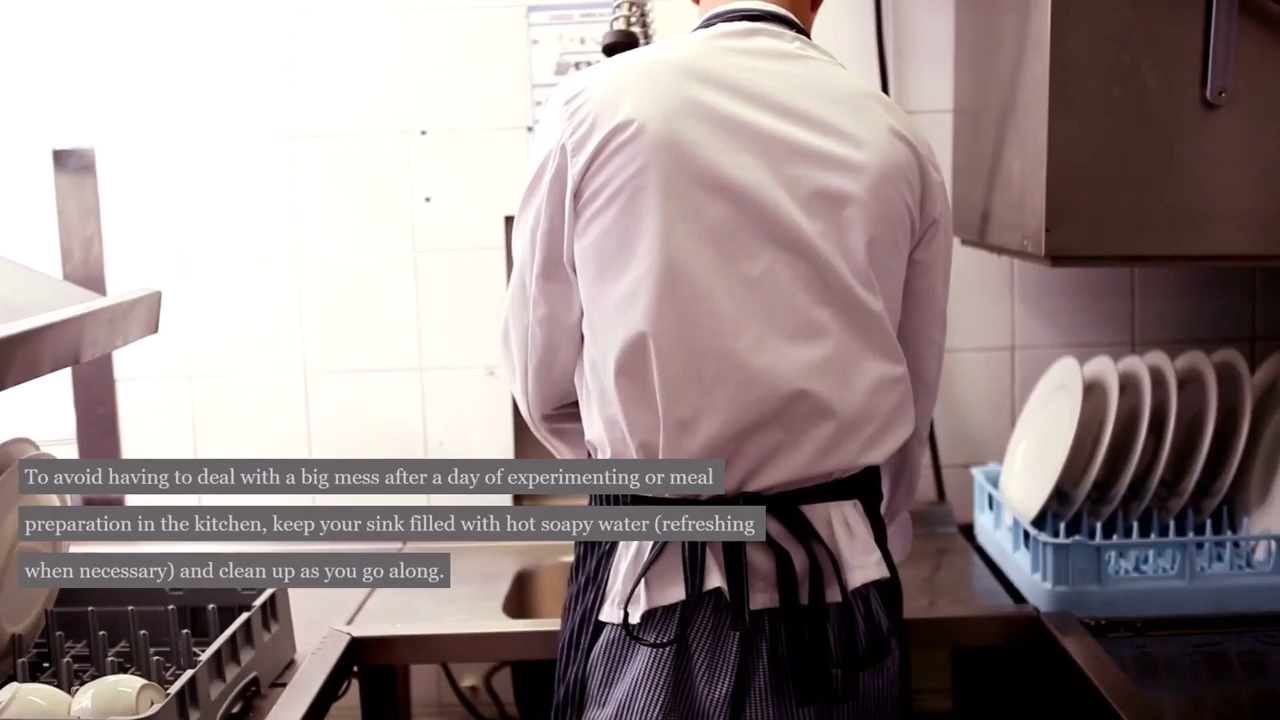 To avoid having to deal with a big mess after a day of experimenting or meal
preparation in the kitchen, keep your sink filled with hot soapy water (refreshing
when necessary) and clean up as you go along.